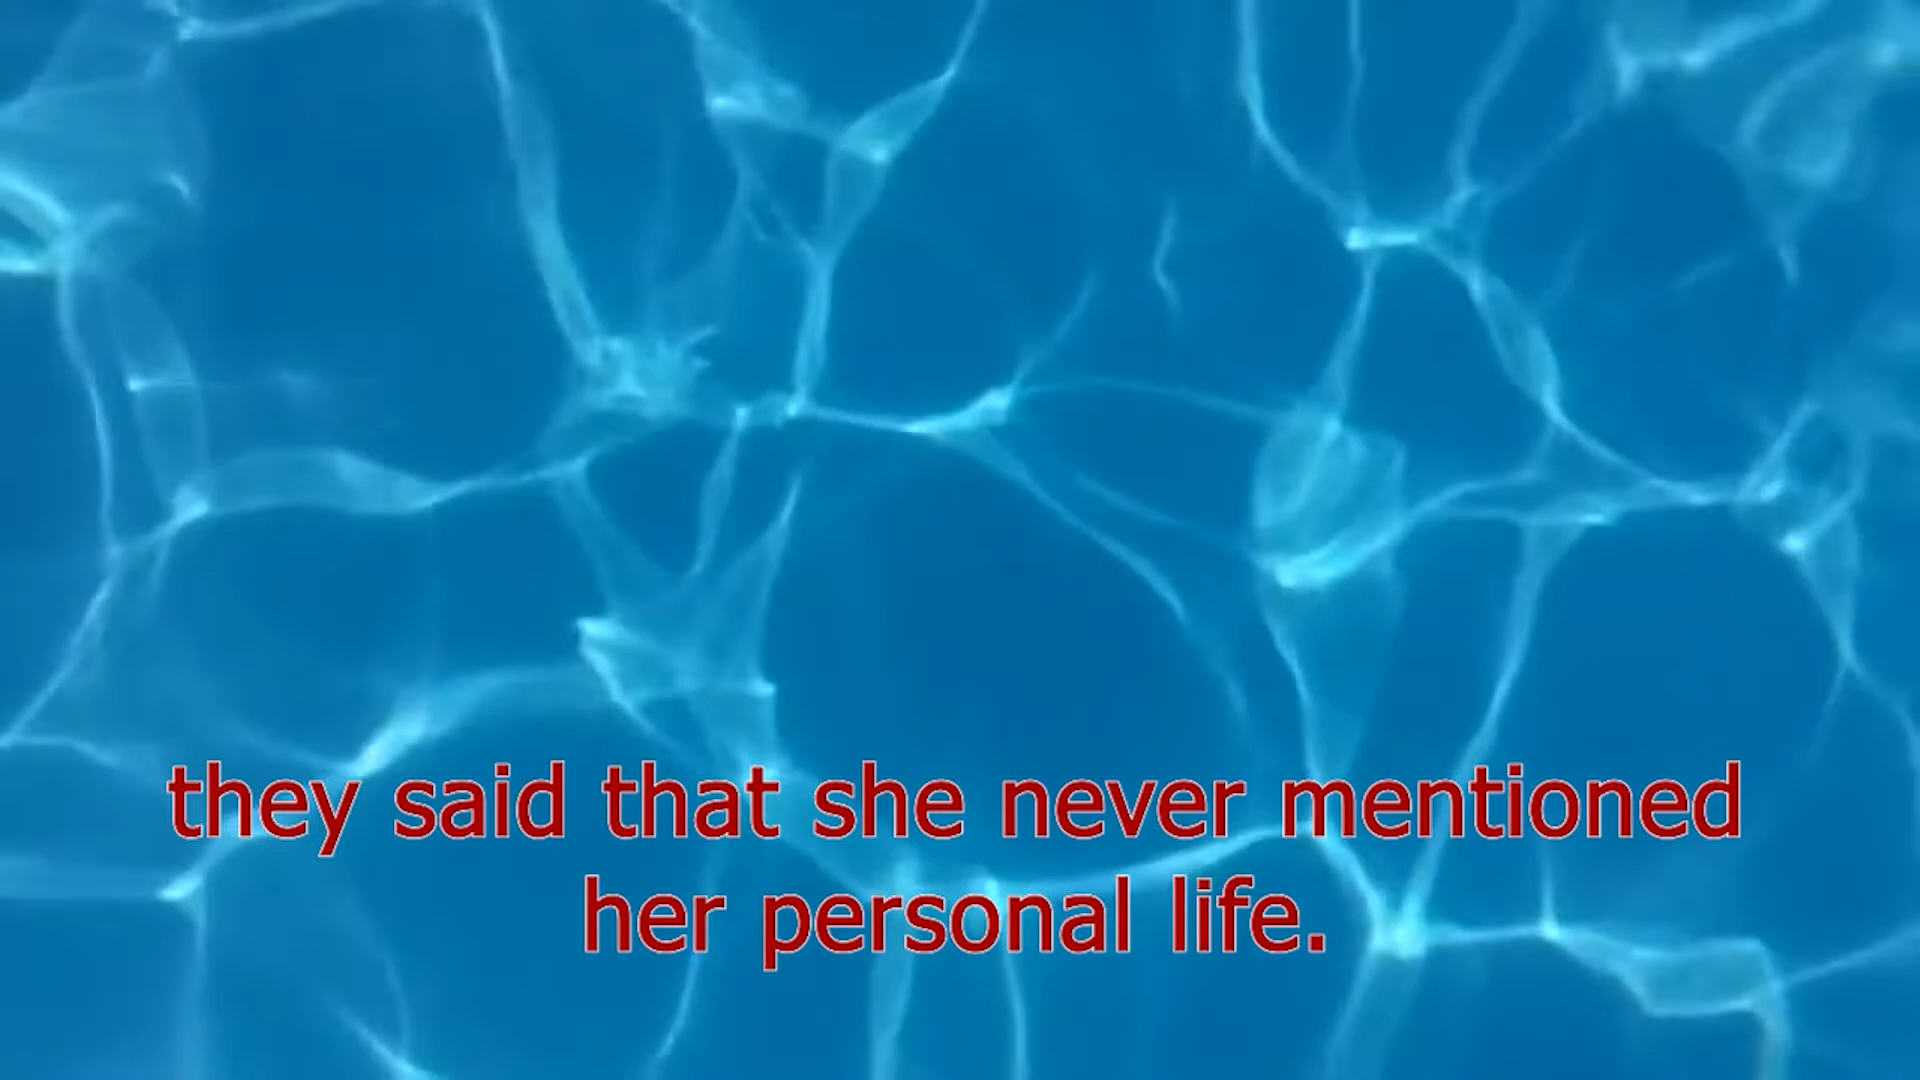 they said that she never mentioned
her personal life.